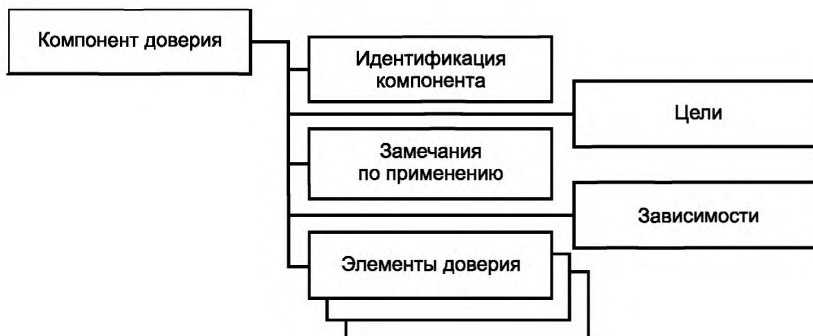 Компонент доверия
Идентификация
компонента
Цели
Замечания
по применению
Зависимости
Элементы доверия